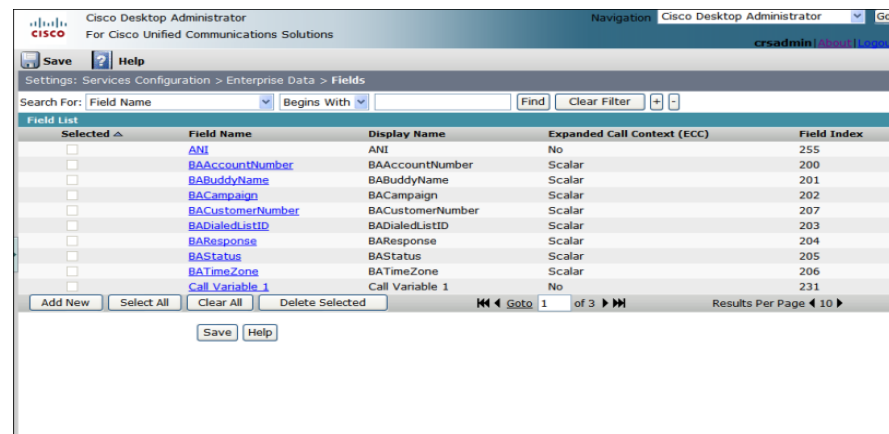 Cisco Desktop Administrator
Navigation Cisco Desktop Administrator Go
CISCO For Cisco Unified Communications Solutions
crsadmin|About|Logou
Save ? Help
Settings: Services Configuration > Enterprise Data > Fields
Search For: Field Name Begins With Find Clear Filter + -
Field List
Selected Field Name Display Name Expanded Call Context (ECC) Field Index
ANI ANI No 255
BAAccountNumber BAAccountNumber Scalar 200
BABuddyName BABuddyName Scalar 201
BACampaign BACampaign Scalar 202
BACustomerNumber BACustomerNumber Scalar 207
BADialedListID BADialedListID Scalar 203
BAResponse BAResponse Scalar 204
BAStatus BAStatus Scalar 205
BATimeZone BATimeZone Scalar 206
Call Variable 1 Call Variable 1 No 231
Add New Select All Clear All Delete Selected Goto 1 of 3 Results Per Page 10
Save Help